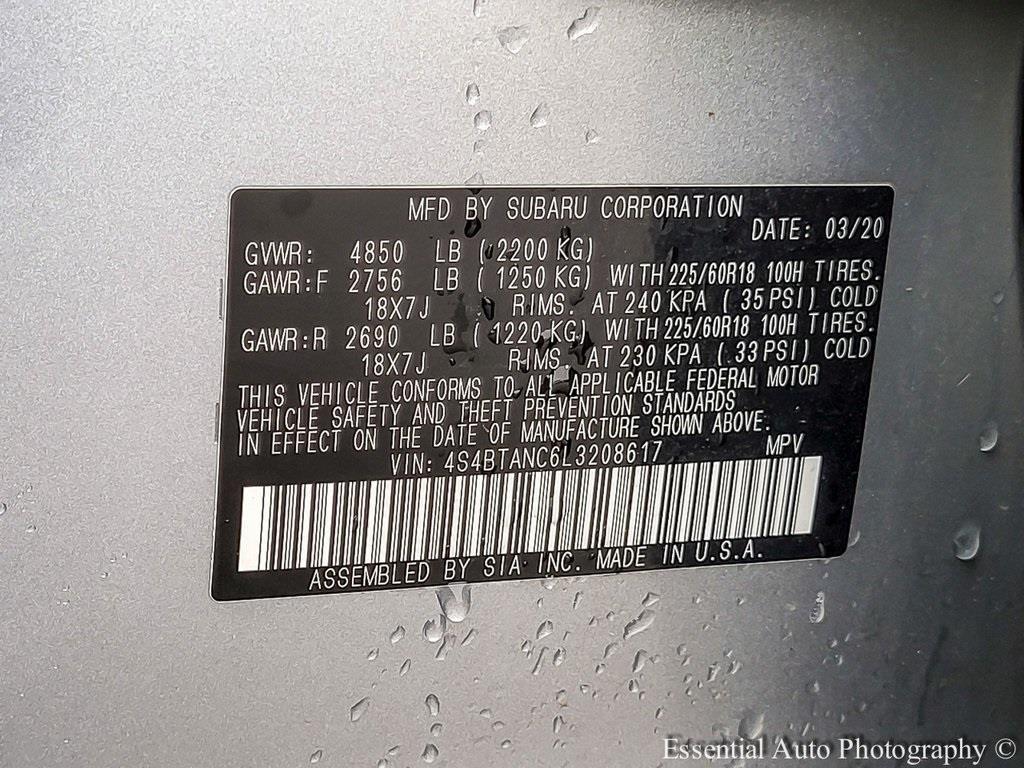 MFD BY SUBARU CORPORATION
DATE: 03/20
GVWR: 4850 LB (2200 KG)
GAWR:F 2756 LB ( 1250 KG) WITH 225/60R18 100H TIRES.
18X7J RIMS. AT 240 KPA ( 35 PSI) COLD
GAWR:R 2690 LB ( 1220 KG) WITH 225/60R18 100H TIRES.
18X7J RIMS. AT 230 KPA ( 33 PSI) COLD
THIS VEHICLE CONFORMS TO ALL APPLICABLE FEDERAL MOTOR
VEHICLE SAFETY AND THEFT PREVENTION STANDARDS
IN EFFECT ON THE DATE OF MANUFACTURE SHOWN ABOVE.
VIN: 4S4BTANC6L3208617 MPV
ASSEMBLED BY SIA INC. MADE IN U.S.A.
Essential Auto Photography ©